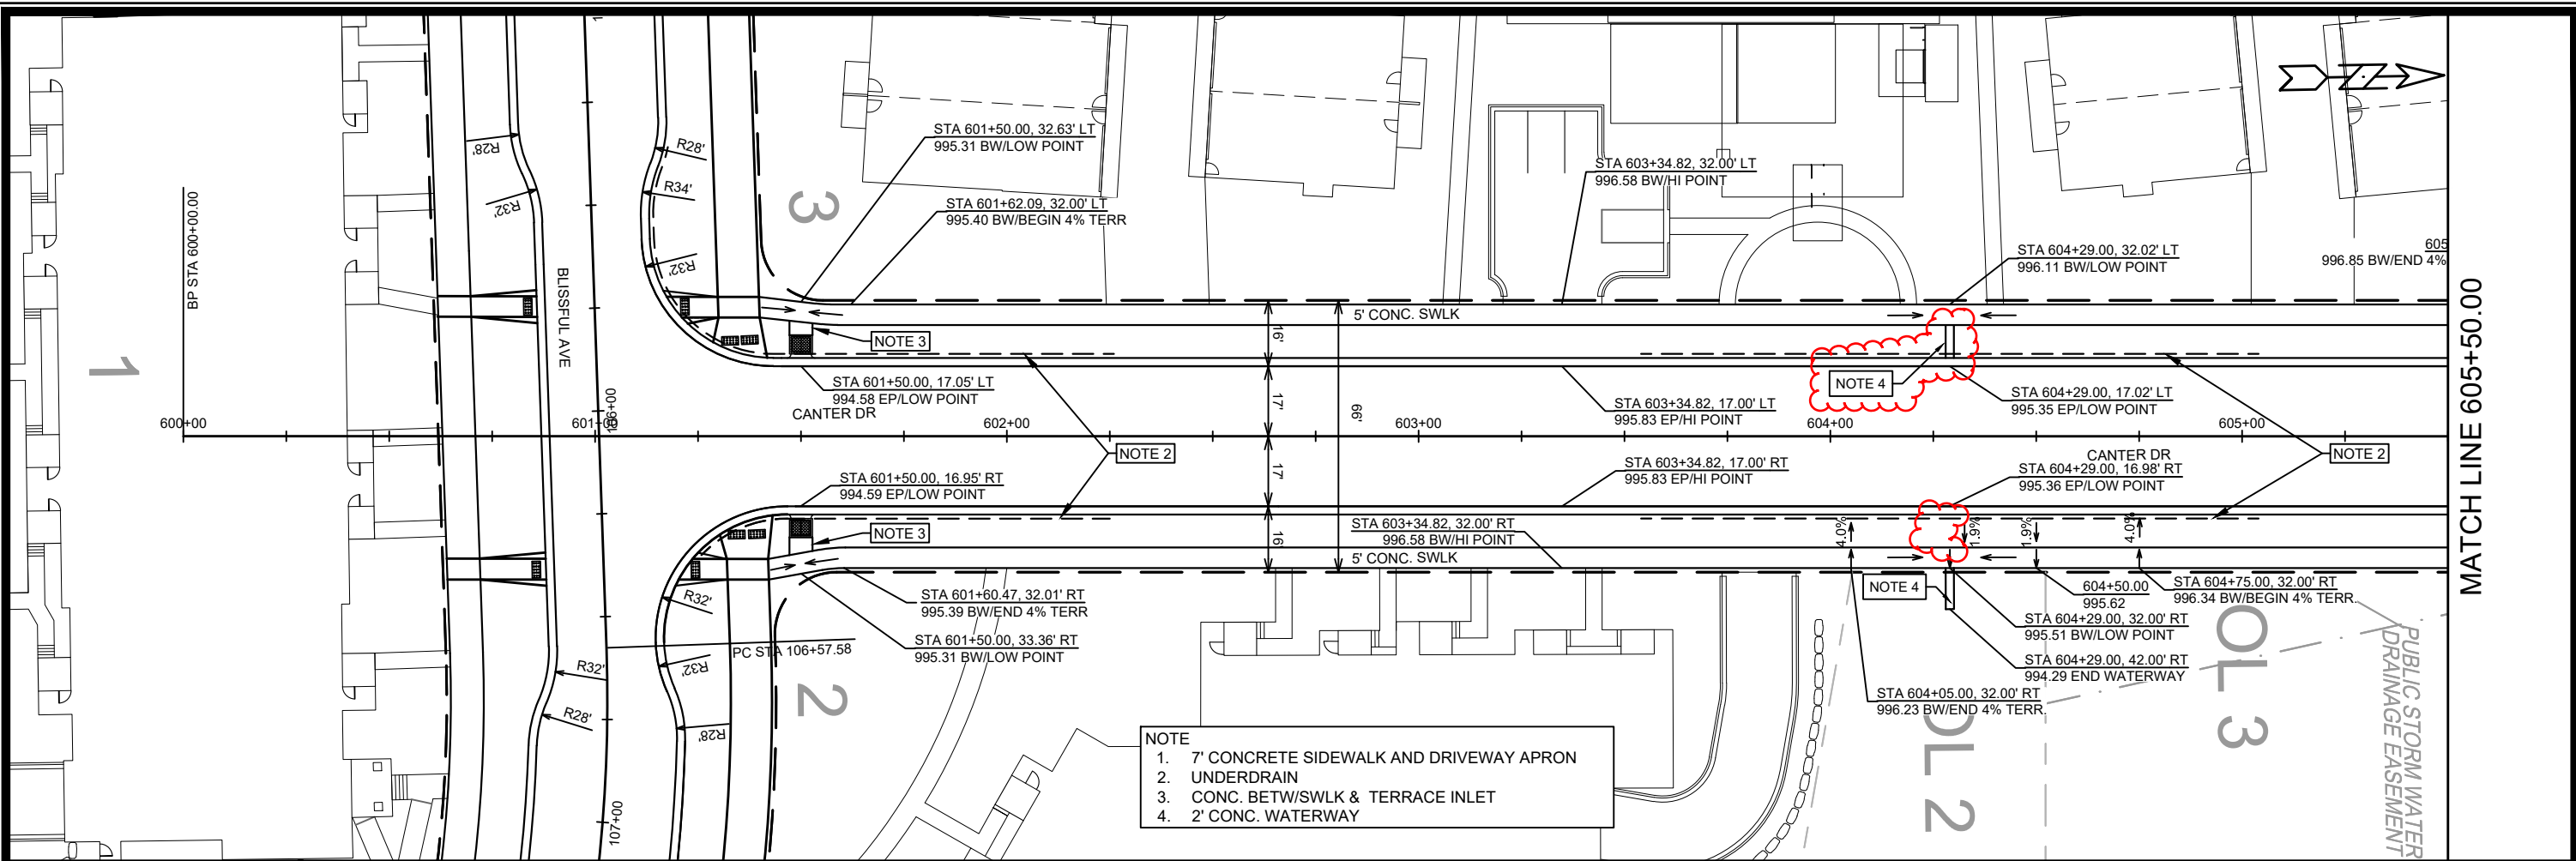 STA 601+50.00, 32.63' LT
995.31 BW/LOW POINT
STA 601+62.09, 32.00' LT
995.40 BW/BEGIN 4% TERR
STA 603+34.82, 32.00' LT
996.58 BW/HI POINT
STA 604+29.00, 32.02' LT
996.11 BW/LOW POINT
605
996.85 BW/END 4%
MATCH LINE 605+50.00
BP STA 600+00.00
BLISSFUL AVE
R28'
R32'
R28'
R34'
R32'
3
1
5' CONC. SWLK
16'
NOTE 3
NOTE 4
STA 601+50.00, 17.05' LT
994.58 EP/LOW POINT
CANTER DR
STA 603+34.82, 17.00' LT
995.83 EP/HI POINT
STA 604+29.00, 17.02' LT
995.35 EP/LOW POINT
17'
66'
106+00
600+00
601+00
602+00
603+00
604+00
605+00
NOTE 2
NOTE 2
CANTER DR
STA 601+50.00, 16.95' RT
994.59 EP/LOW POINT
17'
STA 603+34.82, 17.00' RT
995.83 EP/HI POINT
STA 604+29.00, 16.98' RT
995.36 EP/LOW POINT
NOTE 3
16'
STA 603+34.82, 32.00' RT
996.58 BW/HI POINT
5' CONC. SWLK
4.0%
1.9%
1.9%
4.0%
NOTE 4
604+50.00
995.62
STA 604+75.00, 32.00' RT
996.34 BW/BEGIN 4% TERR.
STA 601+60.47, 32.01' RT
995.39 BW/END 4% TERR
STA 601+50.00, 33.36' RT
995.31 BW/LOW POINT
STA 604+29.00, 32.00' RT
995.51 BW/LOW POINT
STA 604+29.00, 42.00' RT
994.29 END WATERWAY
STA 604+05.00, 32.00' RT
996.23 BW/END 4% TERR.
R32'
R32'
R28'
R32'
R28'
PC STA 106+57.58
107+00
2
OL 2
OL 3
PUBLIC STORM WATER
DRAINAGE EASEMENT
NOTE
1. 7' CONCRETE SIDEWALK AND DRIVEWAY APRON
2. UNDERDRAIN
3. CONC. BETW/SWLK & TERRACE INLET
4. 2' CONC. WATERWAY